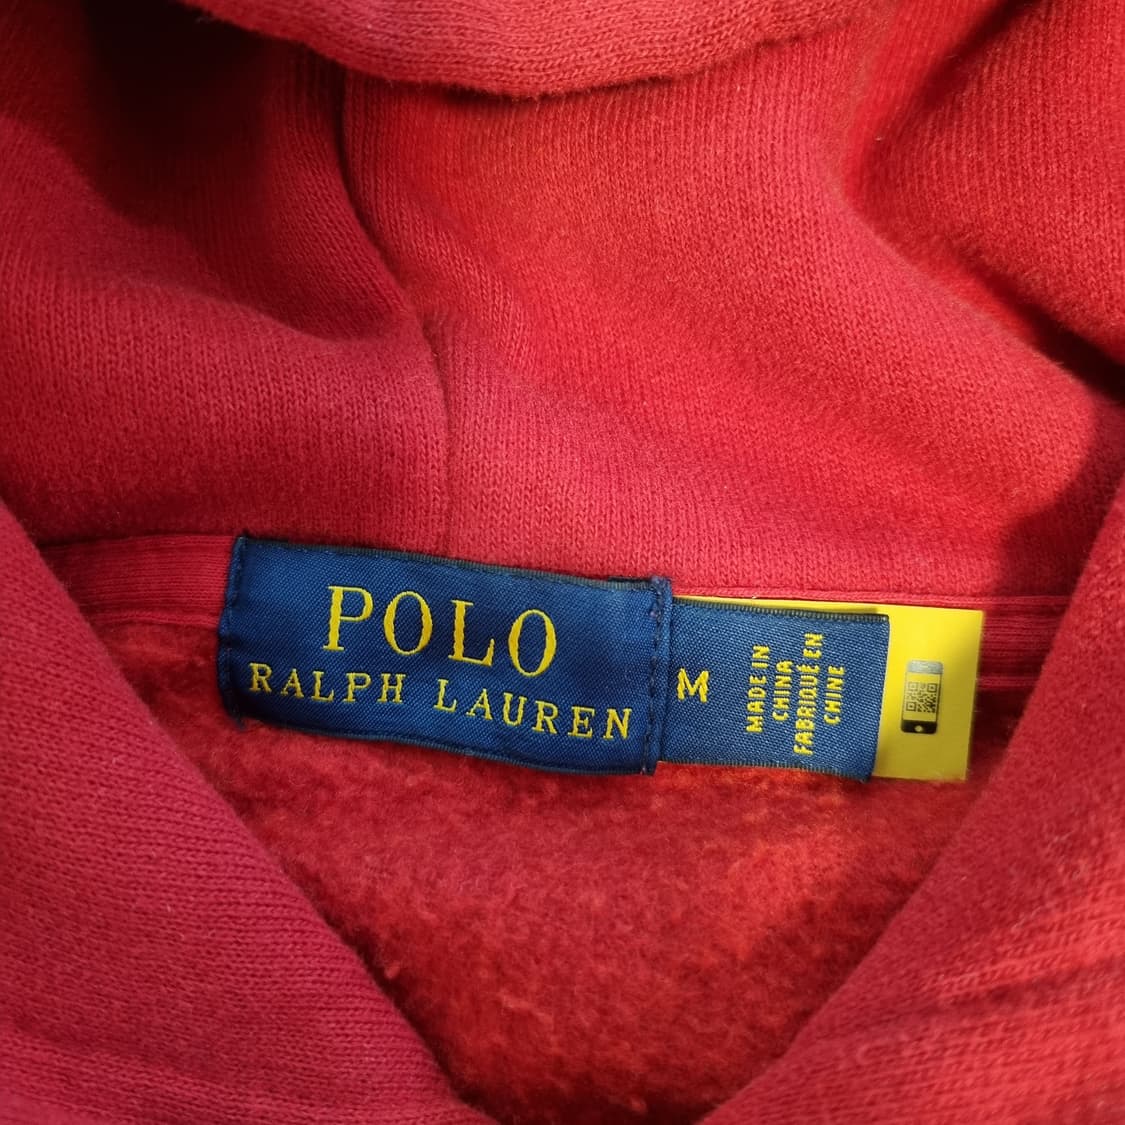 POLO
RALPH LAUREN
M
MADE IN
CHINA
FABRIQUÉ EN
CHINE